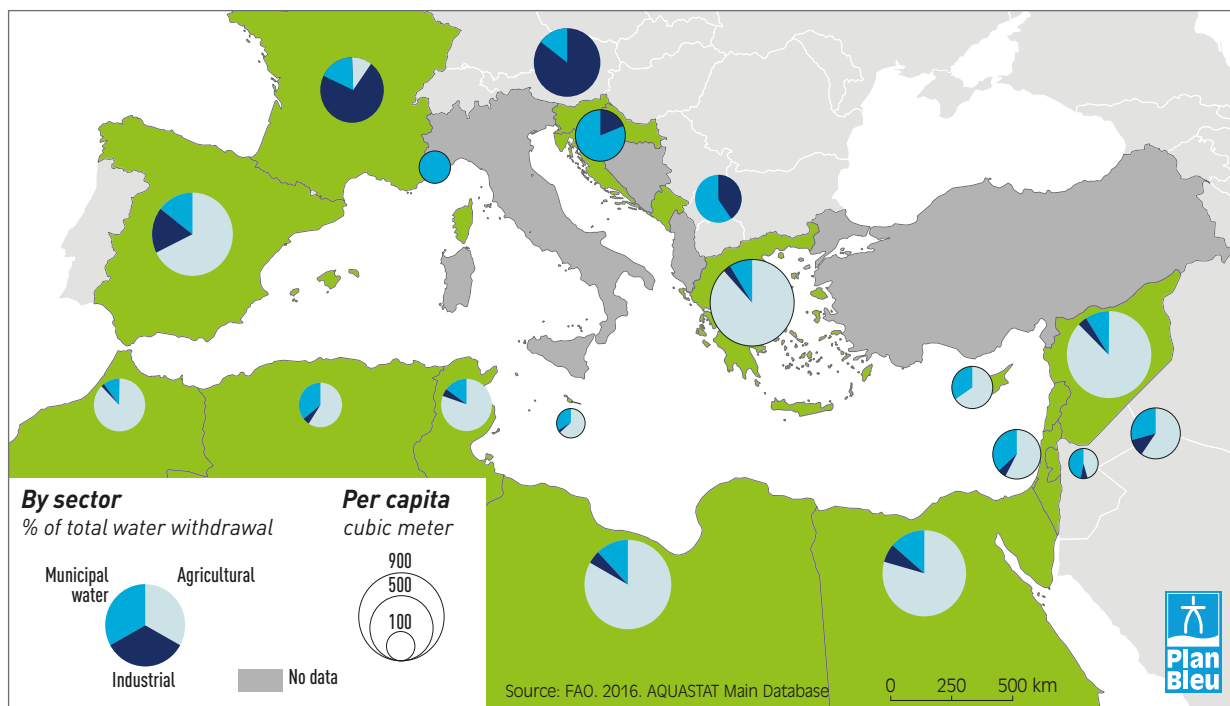 By sector
% of total water withdrawal
Municipal
water
Agricultural
Industrial
Per capita
cubic meter
900
500
100
No data
Source: FAO. 2016. AQUASTAT Main Database
0 250 500 km
Plan
Bleu